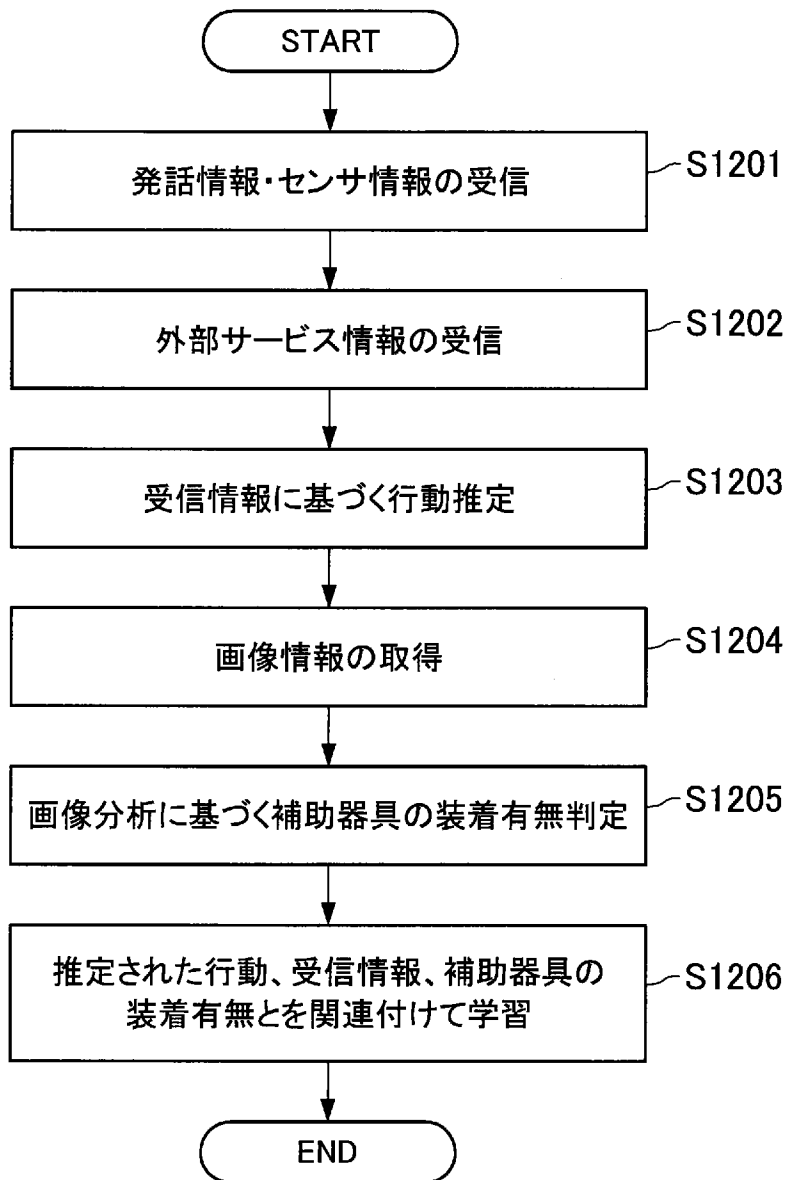 START
発話情報・センサ情報の受信
S1201
外部サービス情報の受信
S1202
受信情報に基づく行動推定
S1203
画像情報の取得
S1204
画像分析に基づく補助器具の装着有無判定
S1205
推定された行動、受信情報、補助器具の
装着有無とを関連付けて学習
S1206
END